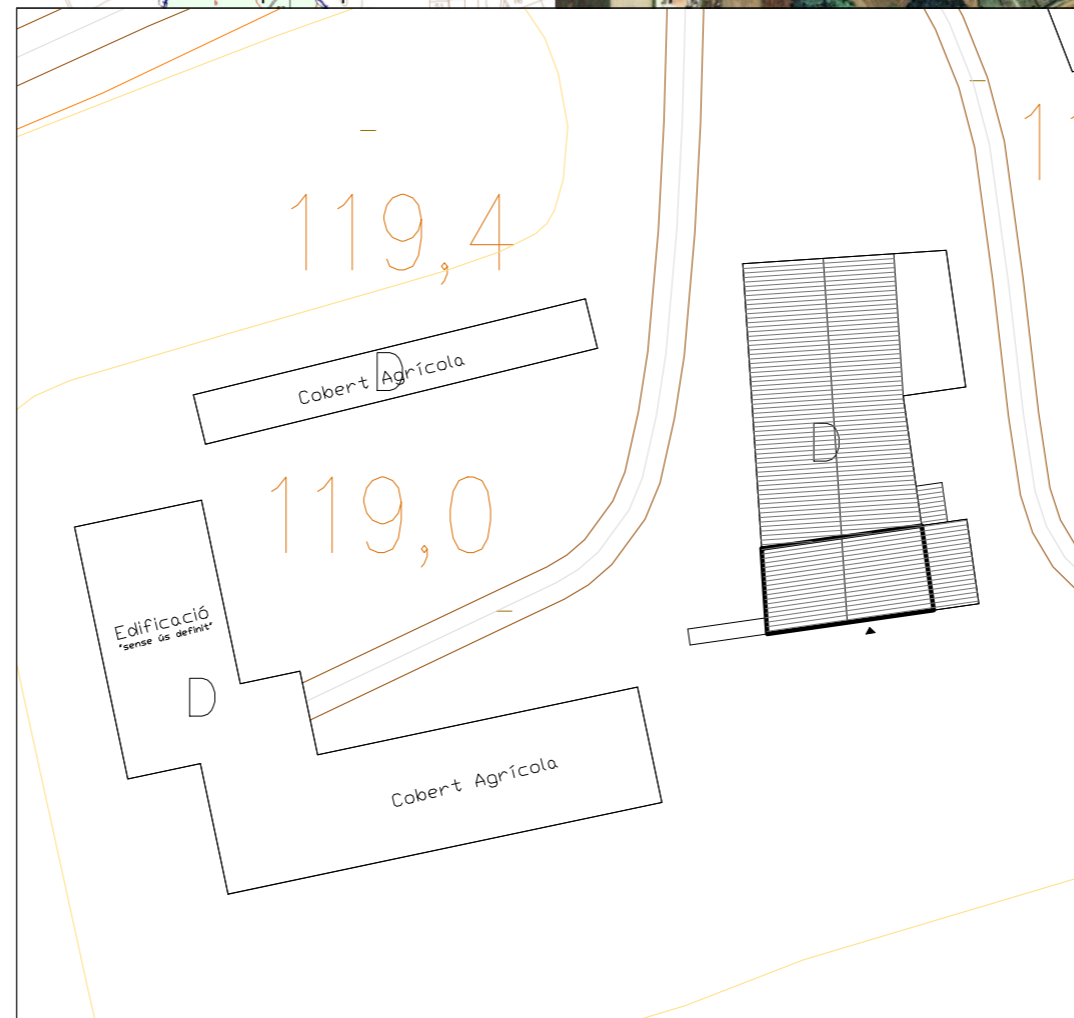 119,4
D
Cobert Agrícola
119,0
D
Edificació
"sense ús definit"
D
Cobert Agrícola